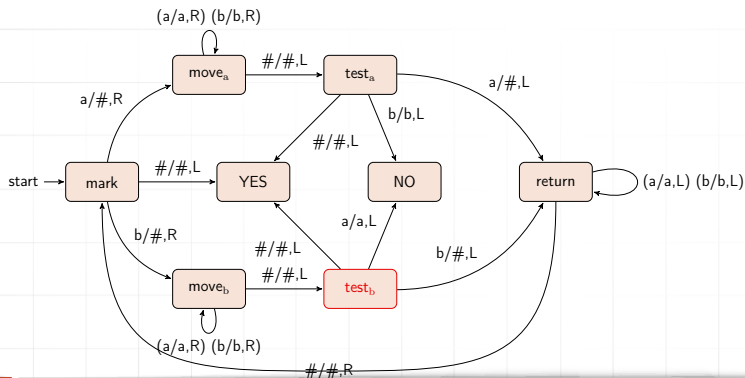 (a/a,R) (b/b,R)
move_a
#/#,L
test_a
a/#,L
a/#,R
b/b,L
#/#,L
start
mark
#/#,L
YES
NO
return
(a/a,L) (b/b,L)
b/#,R
a/a,L
#/#,L
b/#,L
move_b
#/#,L
test_b
(a/a,R) (b/b,R)
#/#,R